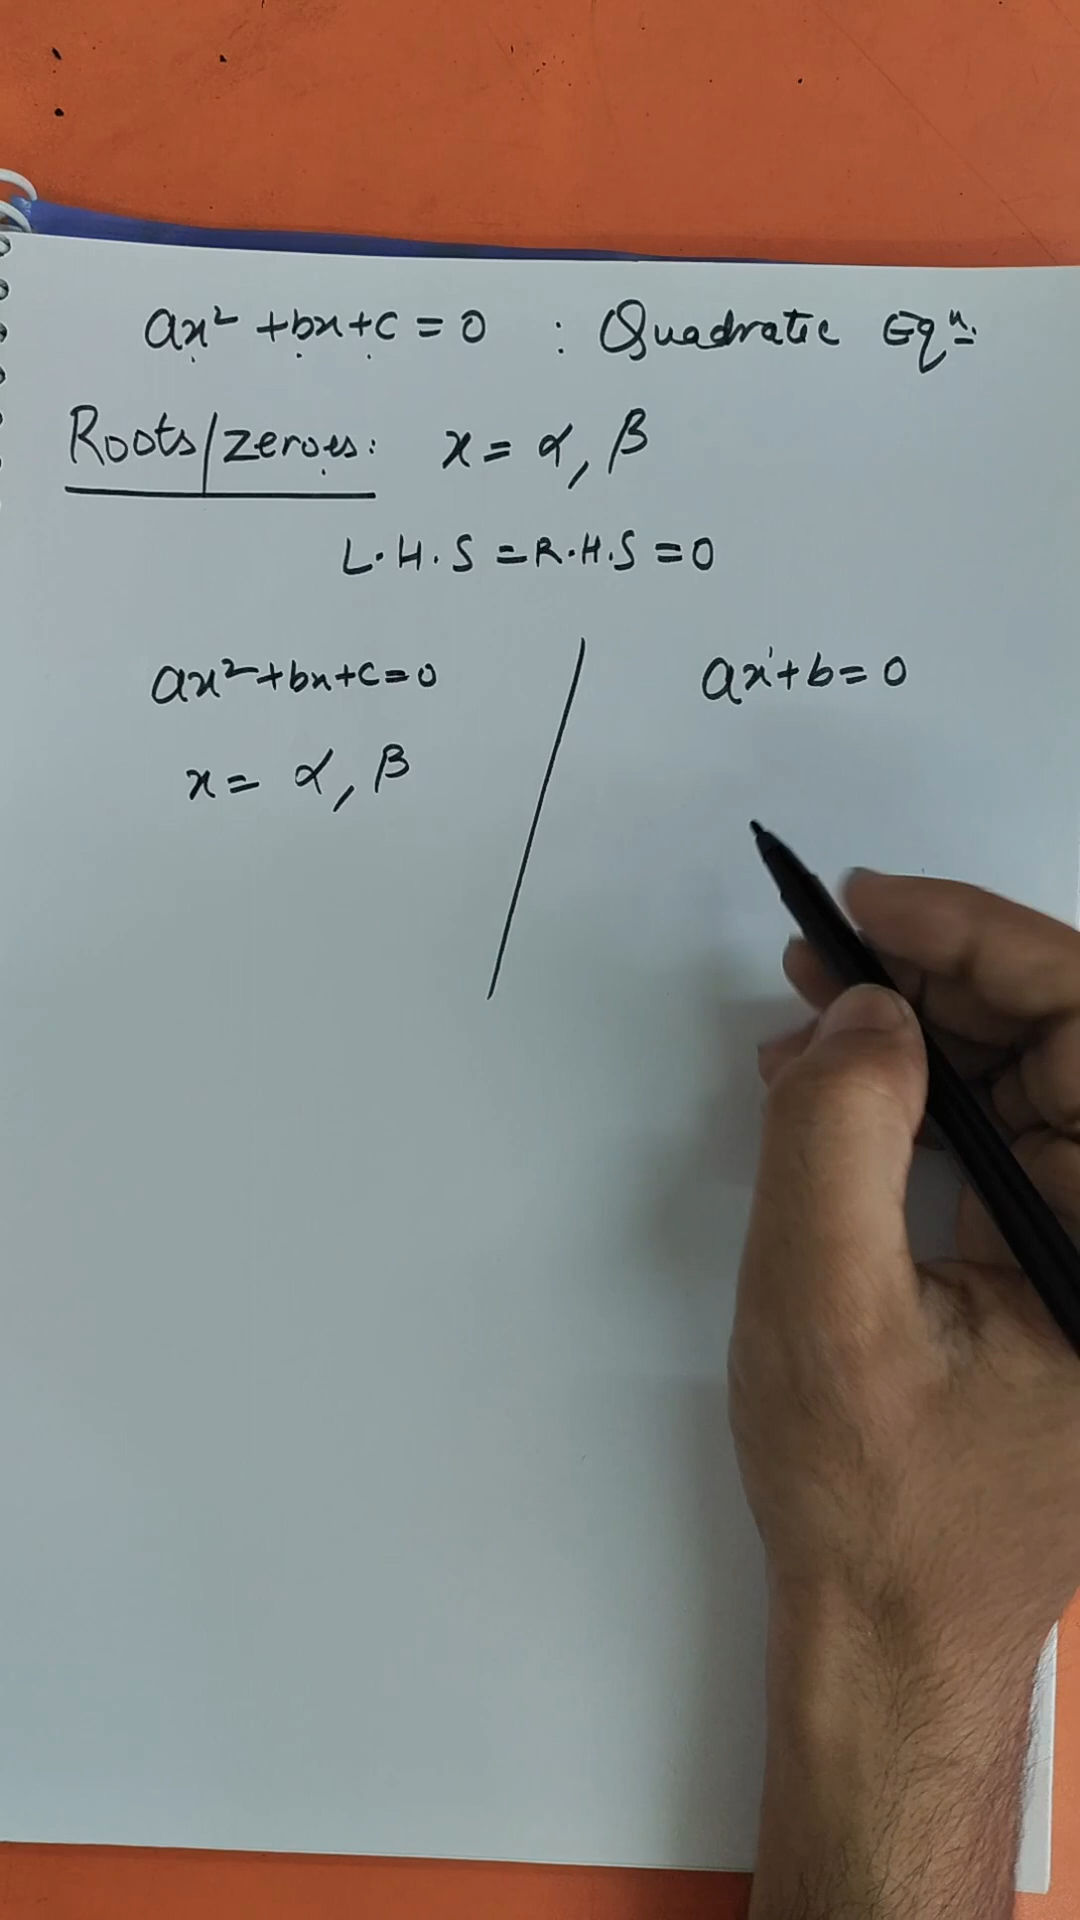 ax² + bx + c = 0 : Quadratic Eqⁿ.
Roots/zeroes: x = α, β
L.H.S = R.H.S = 0
ax² + bx + c = 0
x = α, β
ax¹ + b = 0